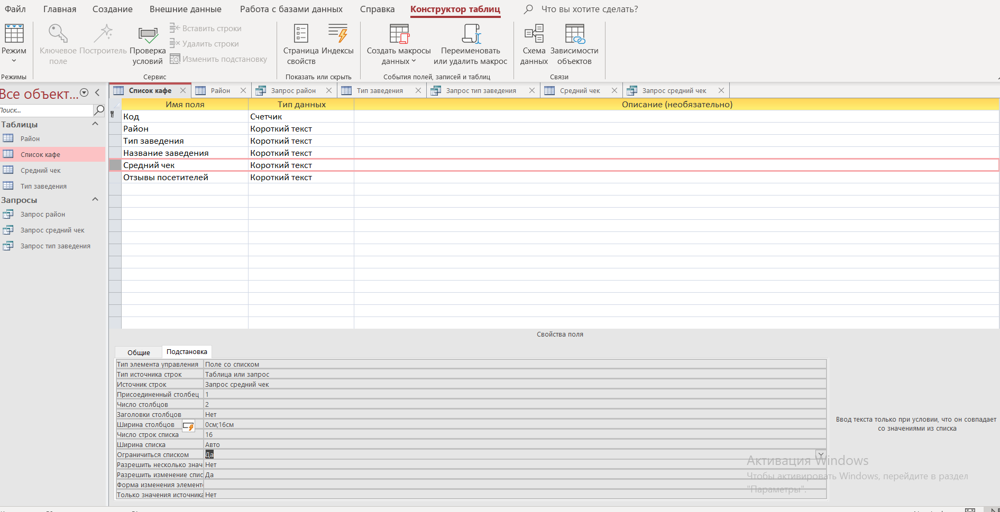 Файл Главная Создание Внешние данные Работа с базами данных Справка Конструктор таблиц Что вы хотите сделать?
Режим
Ключевое поле
Построитель
Проверка условий
Вставить строки
Удалить строки
Изменить подстановку
Страница свойств
Индексы
Создать макросы данных
Переименовать или удалить макрос
Схема данных
Зависимости объектов
Режимы Сервис Показать или скрыть События полей, записей и таблиц Связи
Все объект...
Поиск...
Таблицы
Район
Список кафе
Средний чек
Тип заведения
Запросы
Запрос район
Запрос средний чек
Запрос тип заведения
Список кафе Район Запрос район Тип заведения Запрос тип заведения Средний чек Запрос средний чек
Имя поля Тип данных Описание (необязательно)
Код Счетчик
Район Короткий текст
Тип заведения Короткий текст
Название заведения Короткий текст
Средний чек Короткий текст
Отзывы посетителей Короткий текст
Свойства поля
Общие Подстановка
Тип элемента управления Поле со списком
Тип источника строк Таблица или запрос
Источник строк Запрос средний чек
Присоединенный столбец 1
Число столбцов 2
Заголовки столбцов Нет
Ширина столбцов 0см;16см
Число строк списка 16
Ширина списка Авто
Ограничиться списком Да
Разрешить несколько знач Нет
Разрешить изменение спис Да
Форма изменения элемент
Только значения источника Нет
Ввод текста только при условии, что он совпадает
со значениями из списка
Активация Windows
Чтобы активировать Windows, перейдите в раздел
"Параметры".